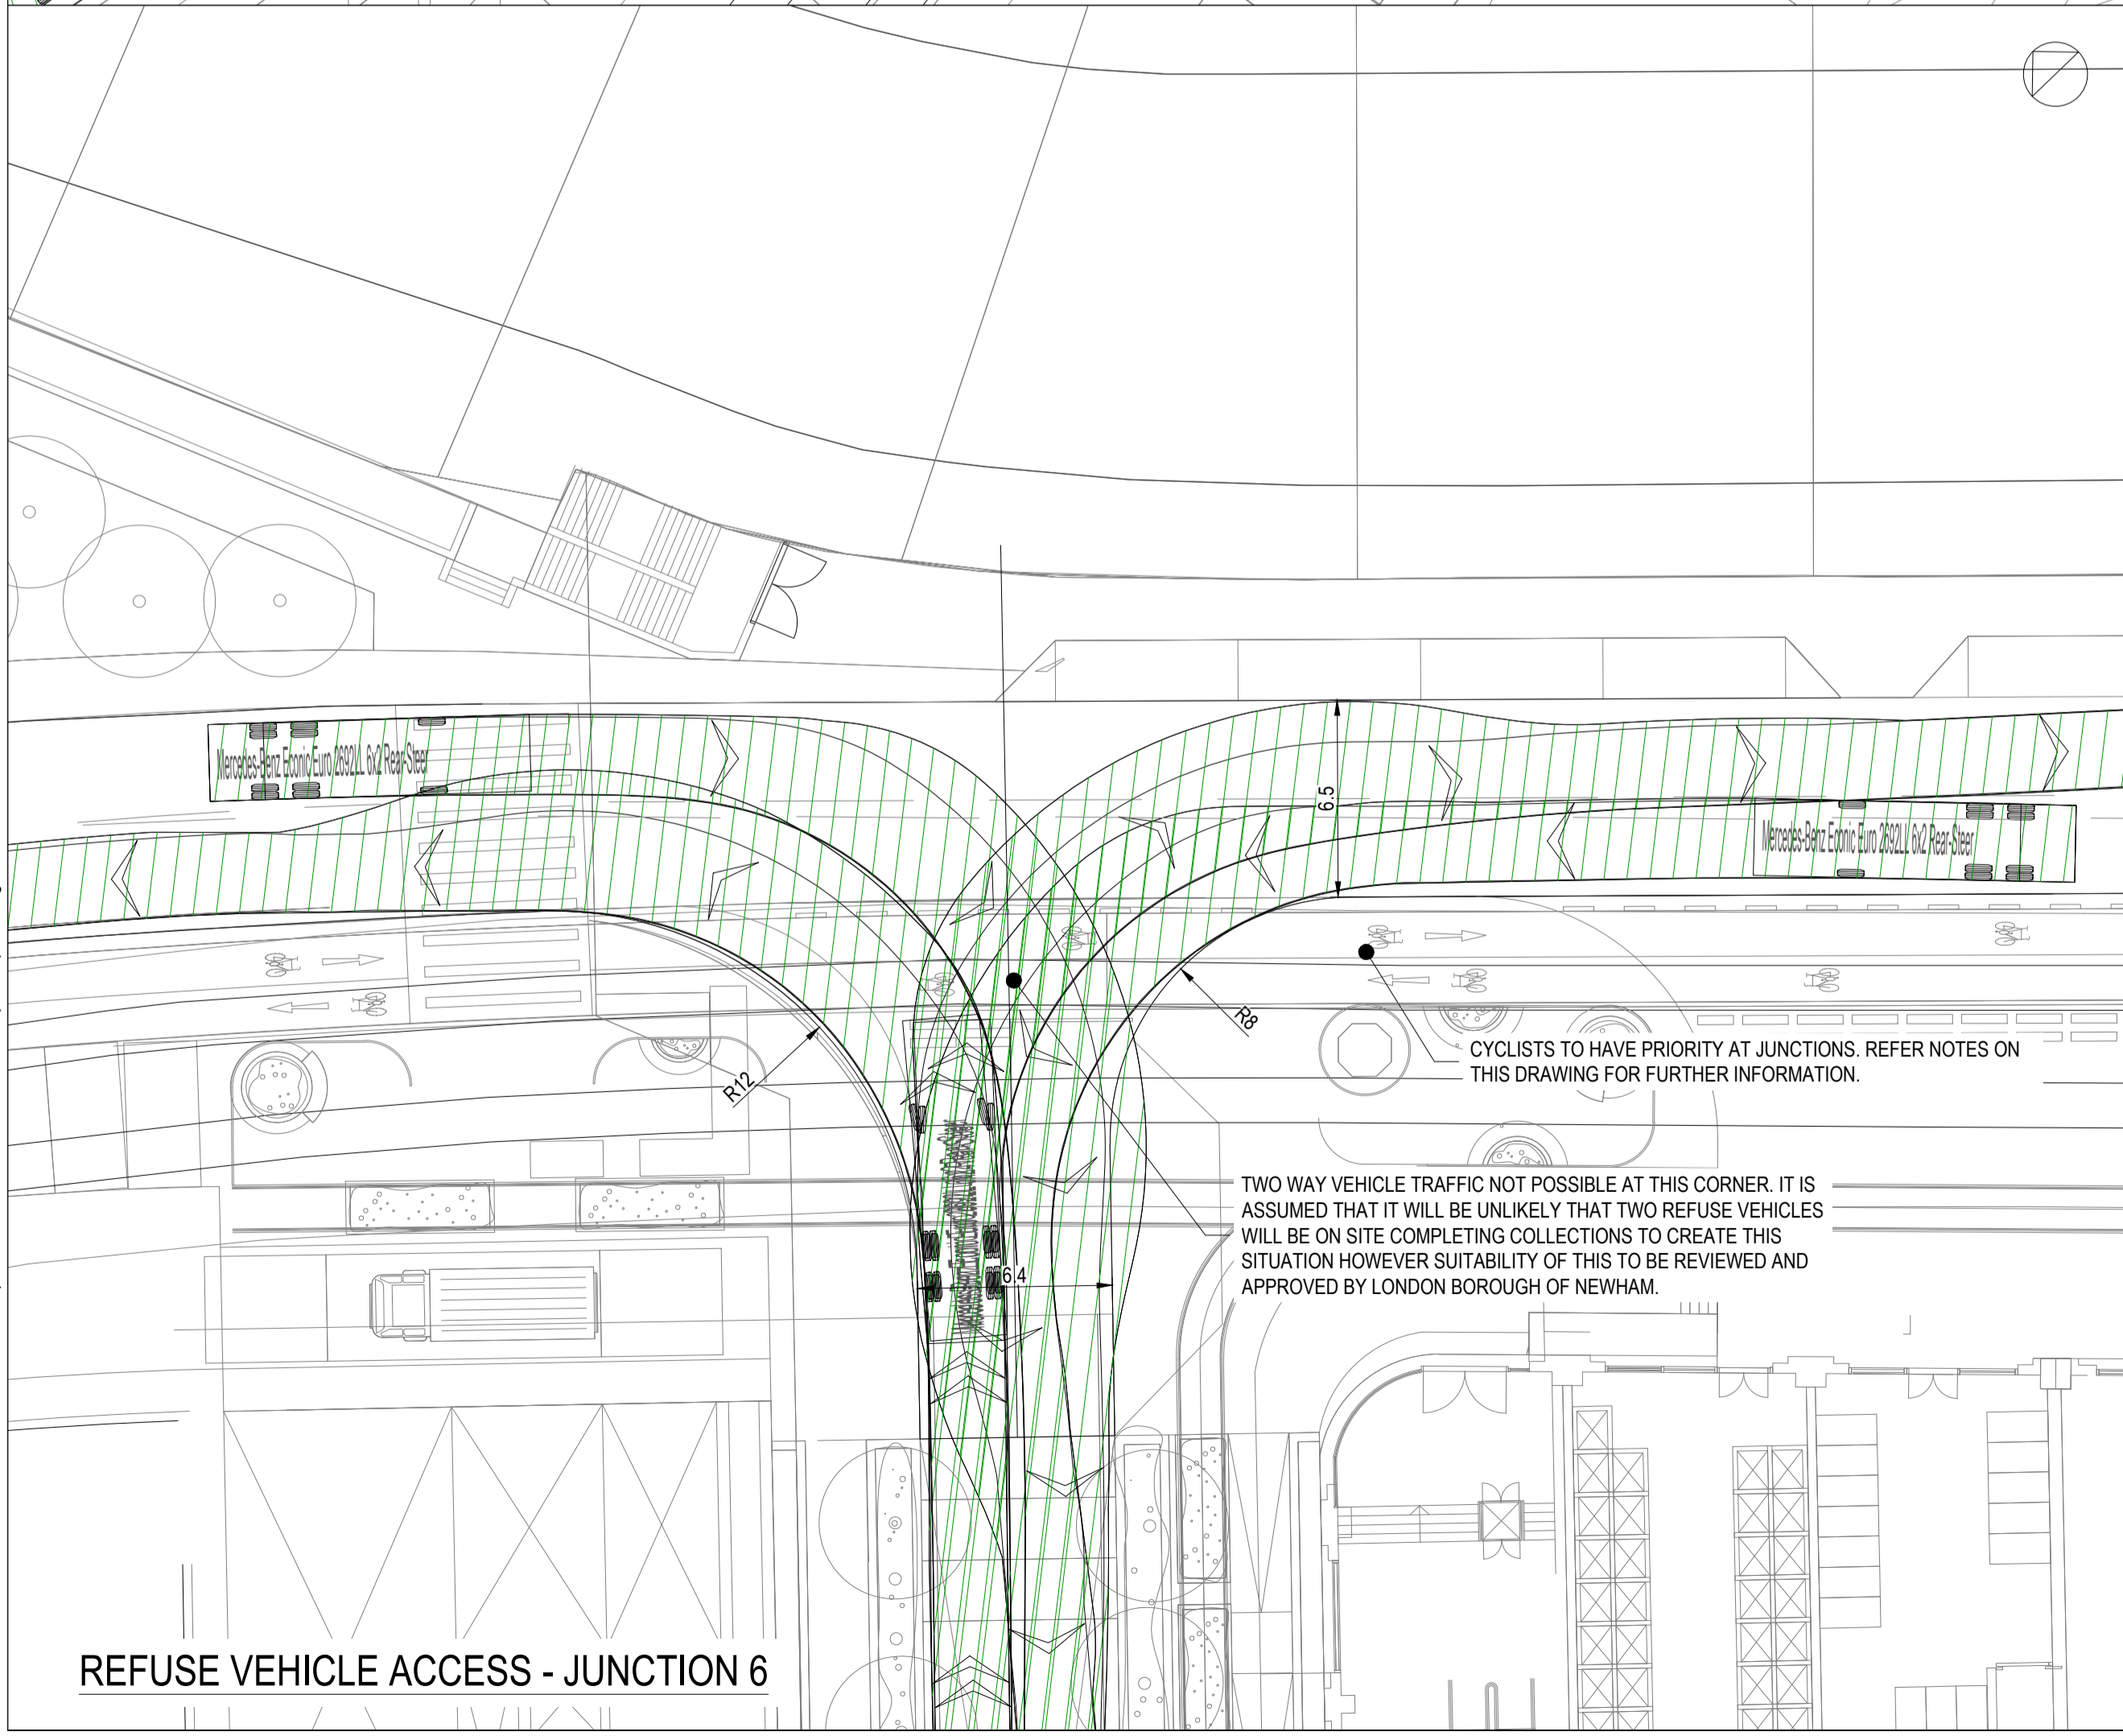 Mercedes-Benz Econic Euro 2692LL 6x2 Rear-Steer
6.5
Mercedes-Benz Econic Euro 2692LL 6x2 Rear-Steer
R12
R8
CYCLISTS TO HAVE PRIORITY AT JUNCTIONS. REFER NOTES ON
THIS DRAWING FOR FURTHER INFORMATION.
TWO WAY VEHICLE TRAFFIC NOT POSSIBLE AT THIS CORNER. IT IS
ASSUMED THAT IT WILL BE UNLIKELY THAT TWO REFUSE VEHICLES
WILL BE ON SITE COMPLETING COLLECTIONS TO CREATE THIS
SITUATION HOWEVER SUITABILITY OF THIS TO BE REVIEWED AND
APPROVED BY LONDON BOROUGH OF NEWHAM.
6.4
REFUSE VEHICLE ACCESS - JUNCTION 6